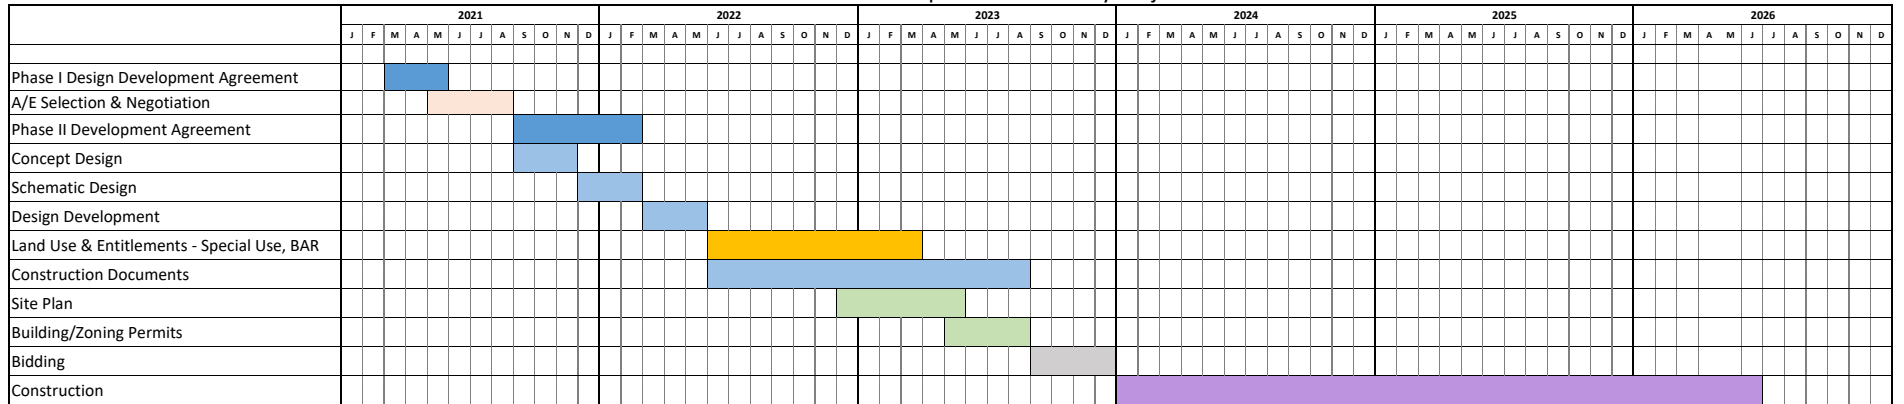 2021 2022 2023 2024 2025 2026
J F M A M J J A S O N D J F M A M J J A S O N D J F M A M J J A S O N D J F M A M J J A S O N D J F M A M J J A S O N D J F M A M J J A S O N D
Phase I Design Development Agreement
A/E Selection & Negotiation
Phase II Development Agreement
Concept Design
Schematic Design
Design Development
Land Use & Entitlements - Special Use, BAR
Construction Documents
Site Plan
Building/Zoning Permits
Bidding
Construction